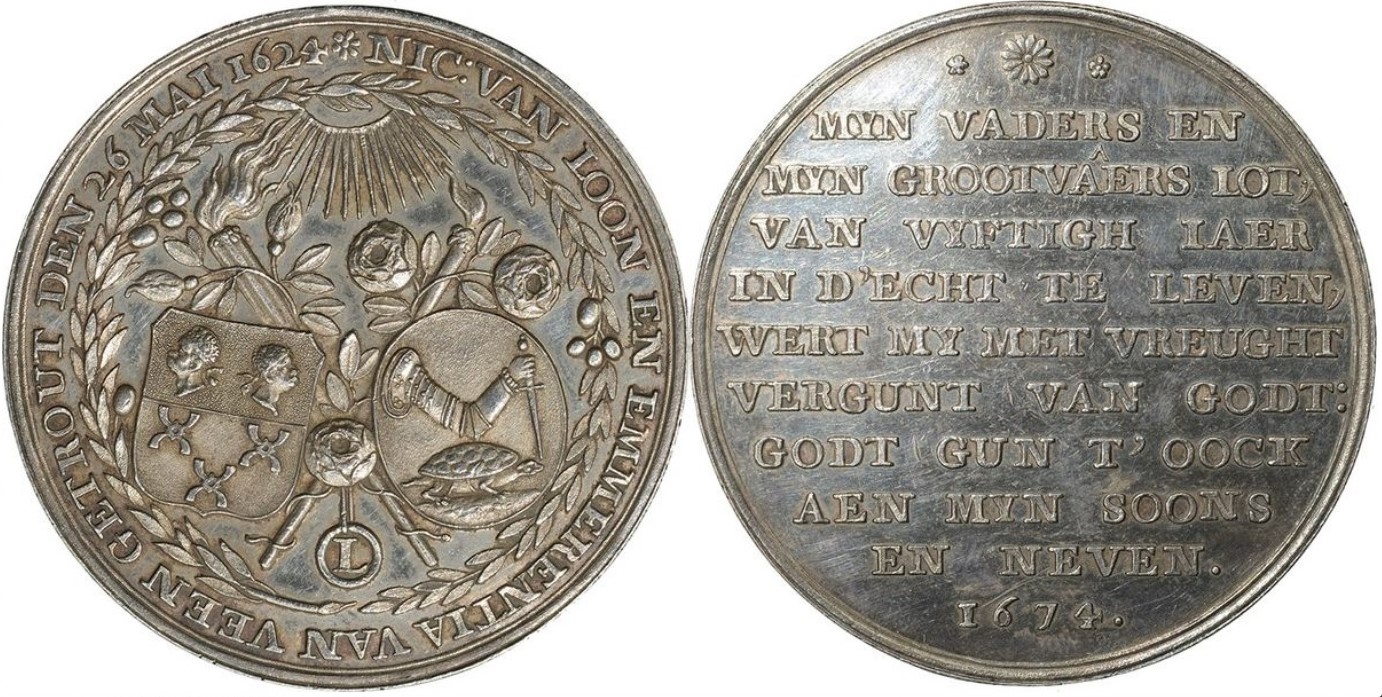 NIC: VAN LOON EN EMMERENTIA VAN VEEN GETROUT DEN 26 MAI 1624
L
MYN VADERS EN
MYN GROOTVÂERS LOT,
VAN VYFTIGH IAER
IN D'ECHT TE LEVEN,
WERT MY MET VREUGHT
VERGUNT VAN GODT:
GODT GUN T'OOCK
AEN MYN SOONS
EN NEVEN.
1674.